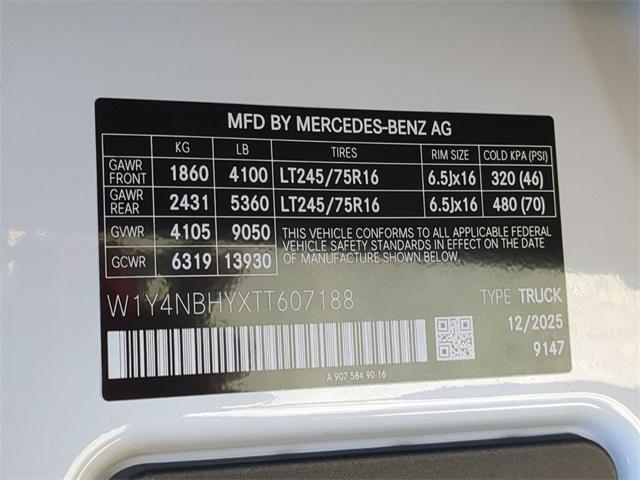 MFD BY MERCEDES-BENZ AG
KG LB TIRES RIM SIZE COLD KPA (PSI)
GAWR FRONT 1860 4100 LT245/75R16 6.5Jx16 320 (46)
GAWR REAR 2431 5360 LT245/75R16 6.5Jx16 480 (70)
GVWR 4105 9050
GCWR 6319 13930
THIS VEHICLE CONFORMS TO ALL APPLICABLE FEDERAL
VEHICLE SAFETY STANDARDS IN EFFECT ON THE DATE
OF MANUFACTURE SHOWN ABOVE.
W1Y4NBHYXTT607188
TYPE TRUCK
12/2025
9147
A 907 584 90 16